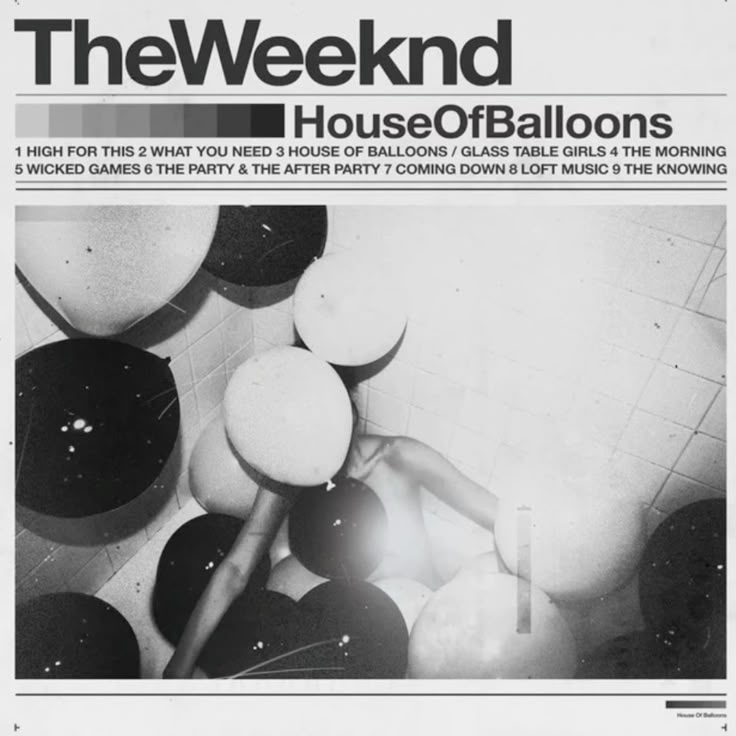 TheWeeknd
HouseOfBalloons
1 HIGH FOR THIS 2 WHAT YOU NEED 3 HOUSE OF BALLOONS / GLASS TABLE GIRLS 4 THE MORNING
5 WICKED GAMES 6 THE PARTY & THE AFTER PARTY 7 COMING DOWN 8 LOFT MUSIC 9 THE KNOWING
House Of Balloons